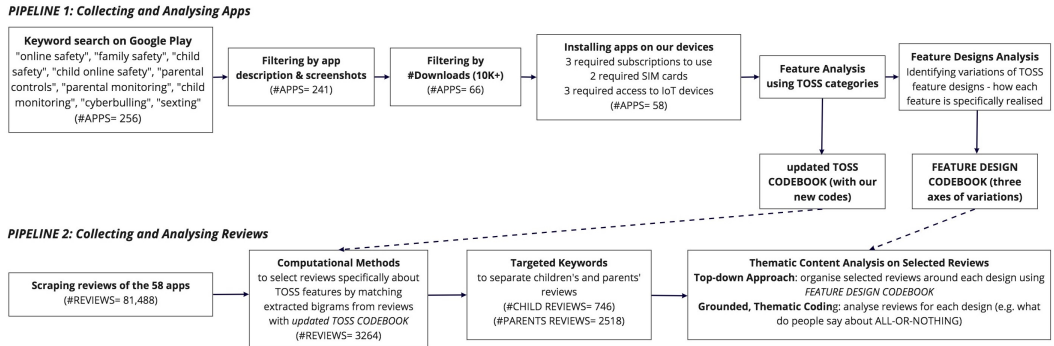 PIPELINE 1: Collecting and Analysing Apps
Keyword search on Google Play
"online safety", "family safety", "child
safety", "child online safety", "parental
controls", "parental monitoring", "child
monitoring", "cyberbulling", "sexting"
(#APPS= 256)
Filtering by app
description & screenshots
(#APPS= 241)
Filtering by
#Downloads (10K+)
(#APPS= 66)
Installing apps on our devices
3 required subscriptions to use
2 required SIM cards
3 required access to IoT devices
(#APPS= 58)
Feature Analysis
using TOSS categories
Feature Designs Analysis
Identifying variations of TOSS
feature designs - how each
feature is specifically realised
updated TOSS
CODEBOOK (with our
new codes)
FEATURE DESIGN
CODEBOOK (three
axes of variations)
PIPELINE 2: Collecting and Analysing Reviews
Scraping reviews of the 58 apps
(#REVIEWS= 81,488)
Computational Methods
to select reviews specifically about
TOSS features by matching
extracted bigrams from reviews
with updated TOSS CODEBOOK
(#REVIEWS= 3264)
Targeted Keywords
to separate children's and parents'
reviews
(#CHILD REVIEWS= 746)
(#PARENTS REVIEWS= 2518)
Thematic Content Analysis on Selected Reviews
Top-down Approach: organise selected reviews around each design using
FEATURE DESIGN CODEBOOK
Grounded, Thematic Coding: analyse reviews for each design (e.g. what
do people say about ALL-OR-NOTHING)